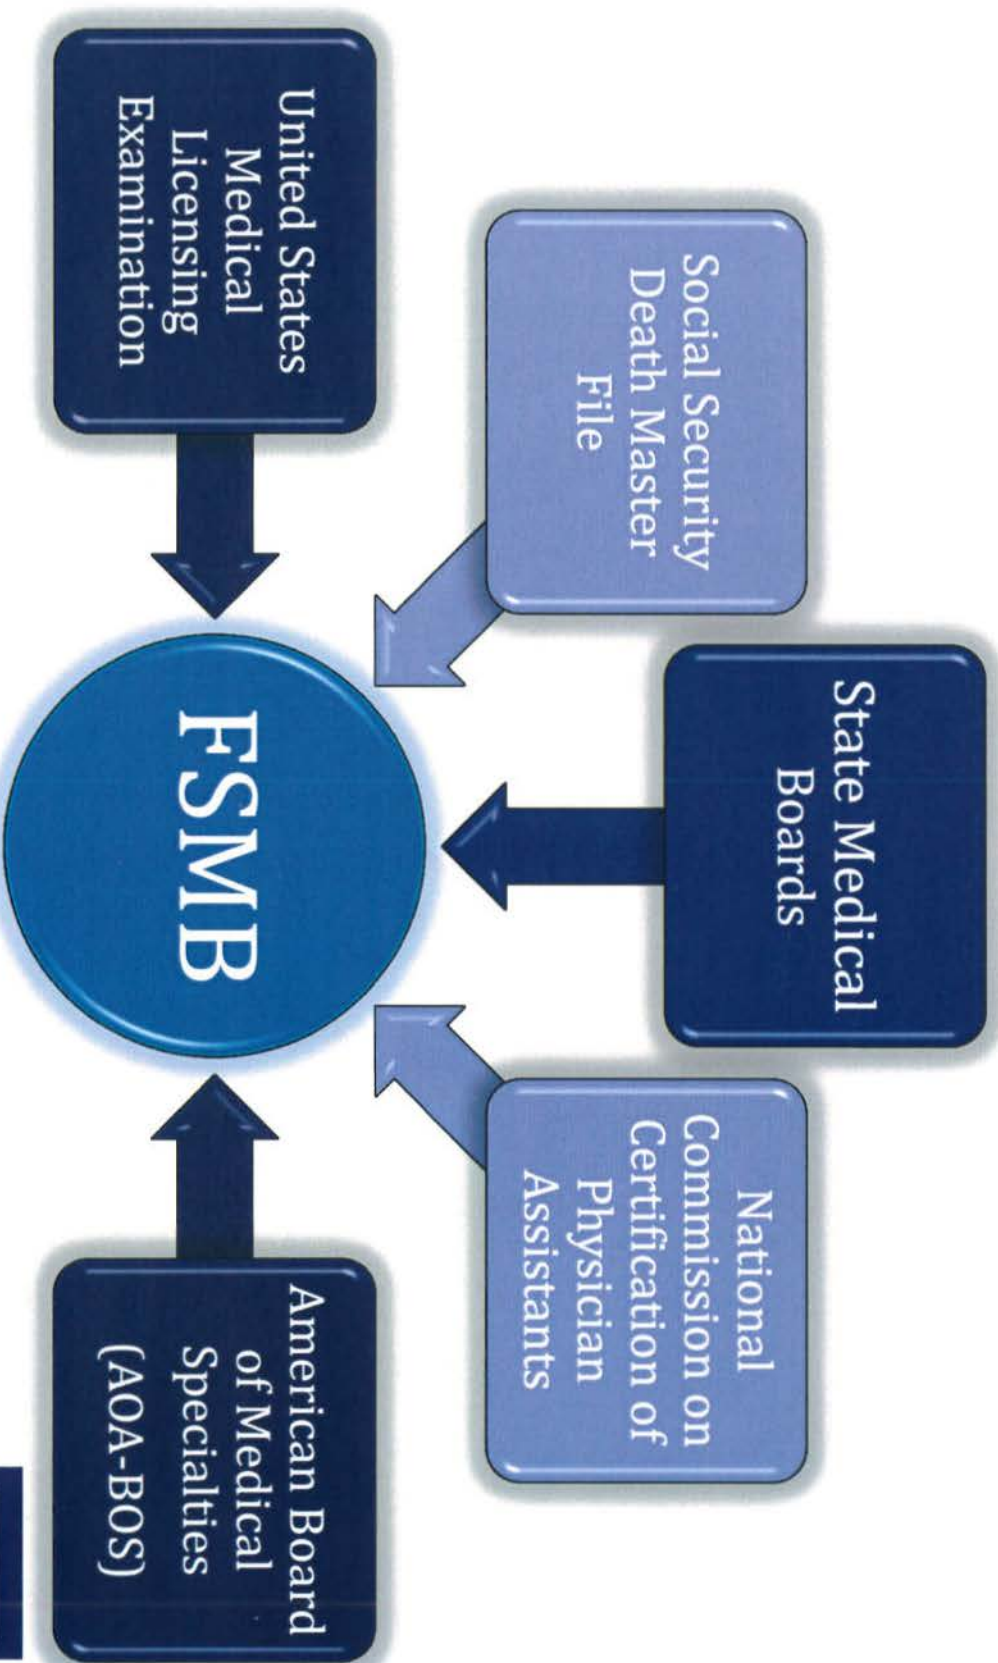 United States
Medical
Licensing
Examination
Social Security
Death Master
File
State Medical
Boards
National
Commission on
Certification of
Physician
Assistants
American Board
of Medical
Specialties
(AOA-BOS)
FSMB